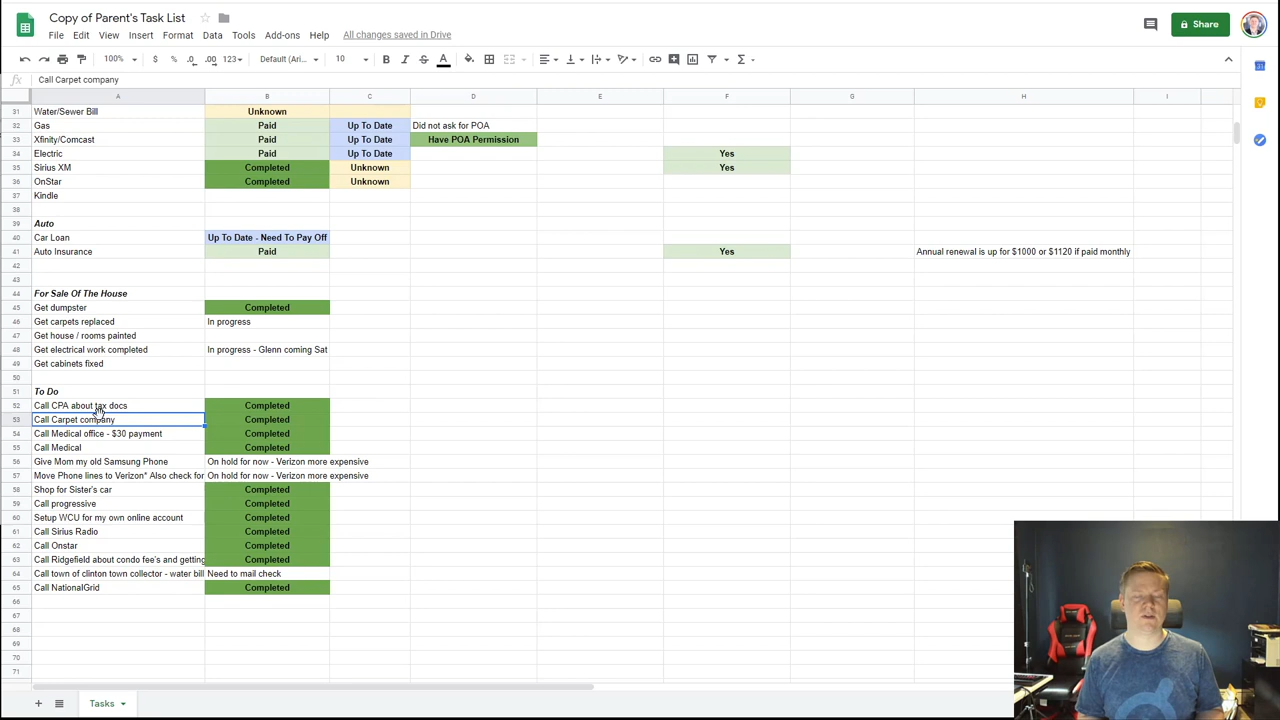 Copy of Parent's Task List
File Edit View Insert Format Data Tools Add-ons Help All changes saved in Drive
Share
100% $ % .0 .00 123 Default (Ari... 10 B I S A
fx Call Carpet company
A B C D E F G H I
31 Water/Sewer Bill Unknown
32 Gas Paid Up To Date Did not ask for POA
33 Xfinity/Comcast Paid Up To Date Have POA Permission
34 Electric Paid Up To Date Yes
35 Sirius XM Completed Unknown Yes
36 OnStar Completed Unknown
37 Kindle
38
39 Auto
40 Car Loan Up To Date - Need To Pay Off
41 Auto Insurance Paid Yes Annual renewal is up for $1000 or $1120 if paid monthly
42
43
44 For Sale Of The House
45 Get dumpster Completed
46 Get carpets replaced In progress
47 Get house / rooms painted
48 Get electrical work completed In progress - Glenn coming Sat
49 Get cabinets fixed
50
51 To Do
52 Call CPA about tax docs Completed
53 Call Carpet company Completed
54 Call Medical office - $30 payment Completed
55 Call Medical Completed
56 Give Mom my old Samsung Phone On hold for now - Verizon more expensive
57 Move Phone lines to Verizon* Also check for On hold for now - Verizon more expensive
58 Shop for Sister's car Completed
59 Call progressive Completed
60 Setup WCU for my own online account Completed
61 Call Sirius Radio Completed
62 Call Onstar Completed
63 Call Ridgefield about condo fee's and getting Completed
64 Call town of clinton town collector - water bill Need to mail check
65 Call NationalGrid Completed
66
67
68
69
70
71
Tasks